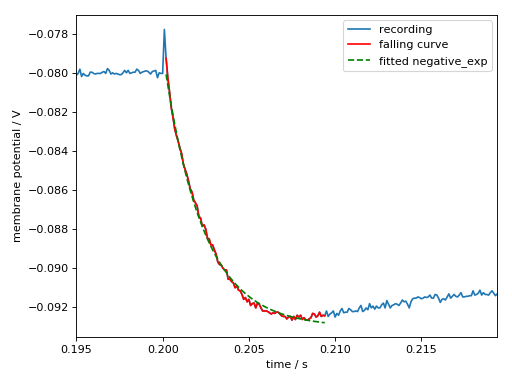 recording
falling curve
fitted negative_exp
membrane potential / V
−0.078
−0.080
−0.082
−0.084
−0.086
−0.088
−0.090
−0.092
0.195
0.200
0.205
0.210
0.215
time / s